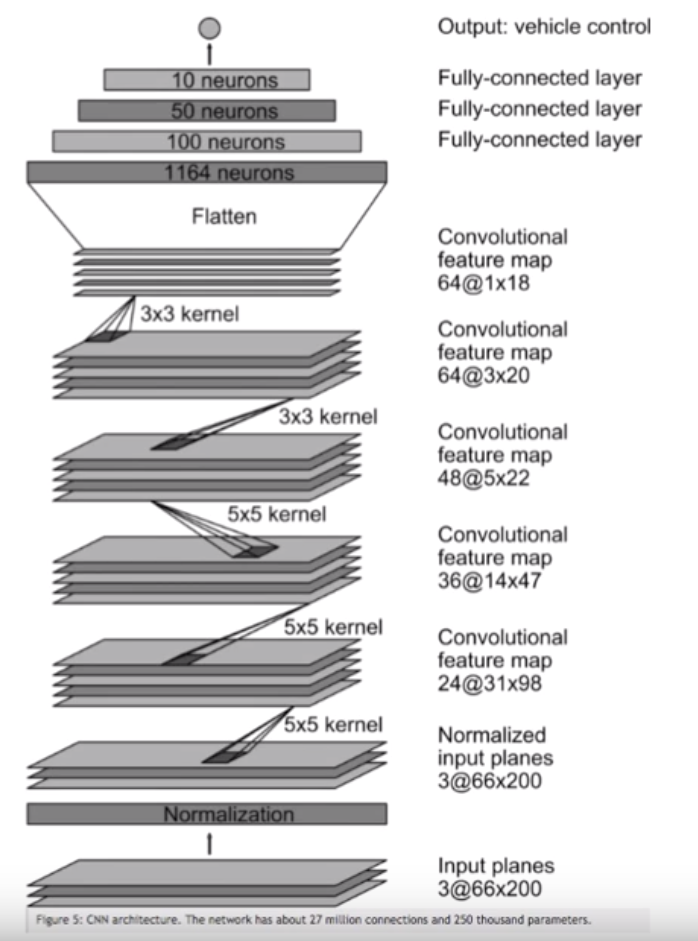 Output: vehicle control
10 neurons
Fully-connected layer
50 neurons
Fully-connected layer
100 neurons
Fully-connected layer
1164 neurons
Flatten
Convolutional
feature map
64@1x18
3x3 kernel
Convolutional
feature map
64@3x20
3x3 kernel
Convolutional
feature map
48@5x22
5x5 kernel
Convolutional
feature map
36@14x47
5x5 kernel
Convolutional
feature map
24@31x98
5x5 kernel
Normalized
input planes
3@66x200
Normalization
Input planes
3@66x200
Figure 5: CNN architecture. The network has about 27 million connections and 250 thousand parameters.